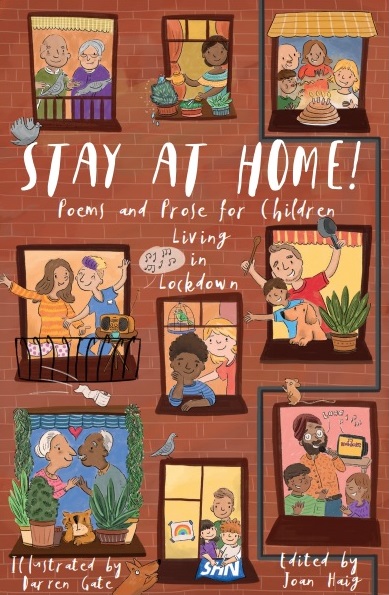 STAY AT HOME!
Poems and Prose for Children
Living
in
Lockdown
SHN
Illustrated by
Darren Gate
Edited by
Joan Haig